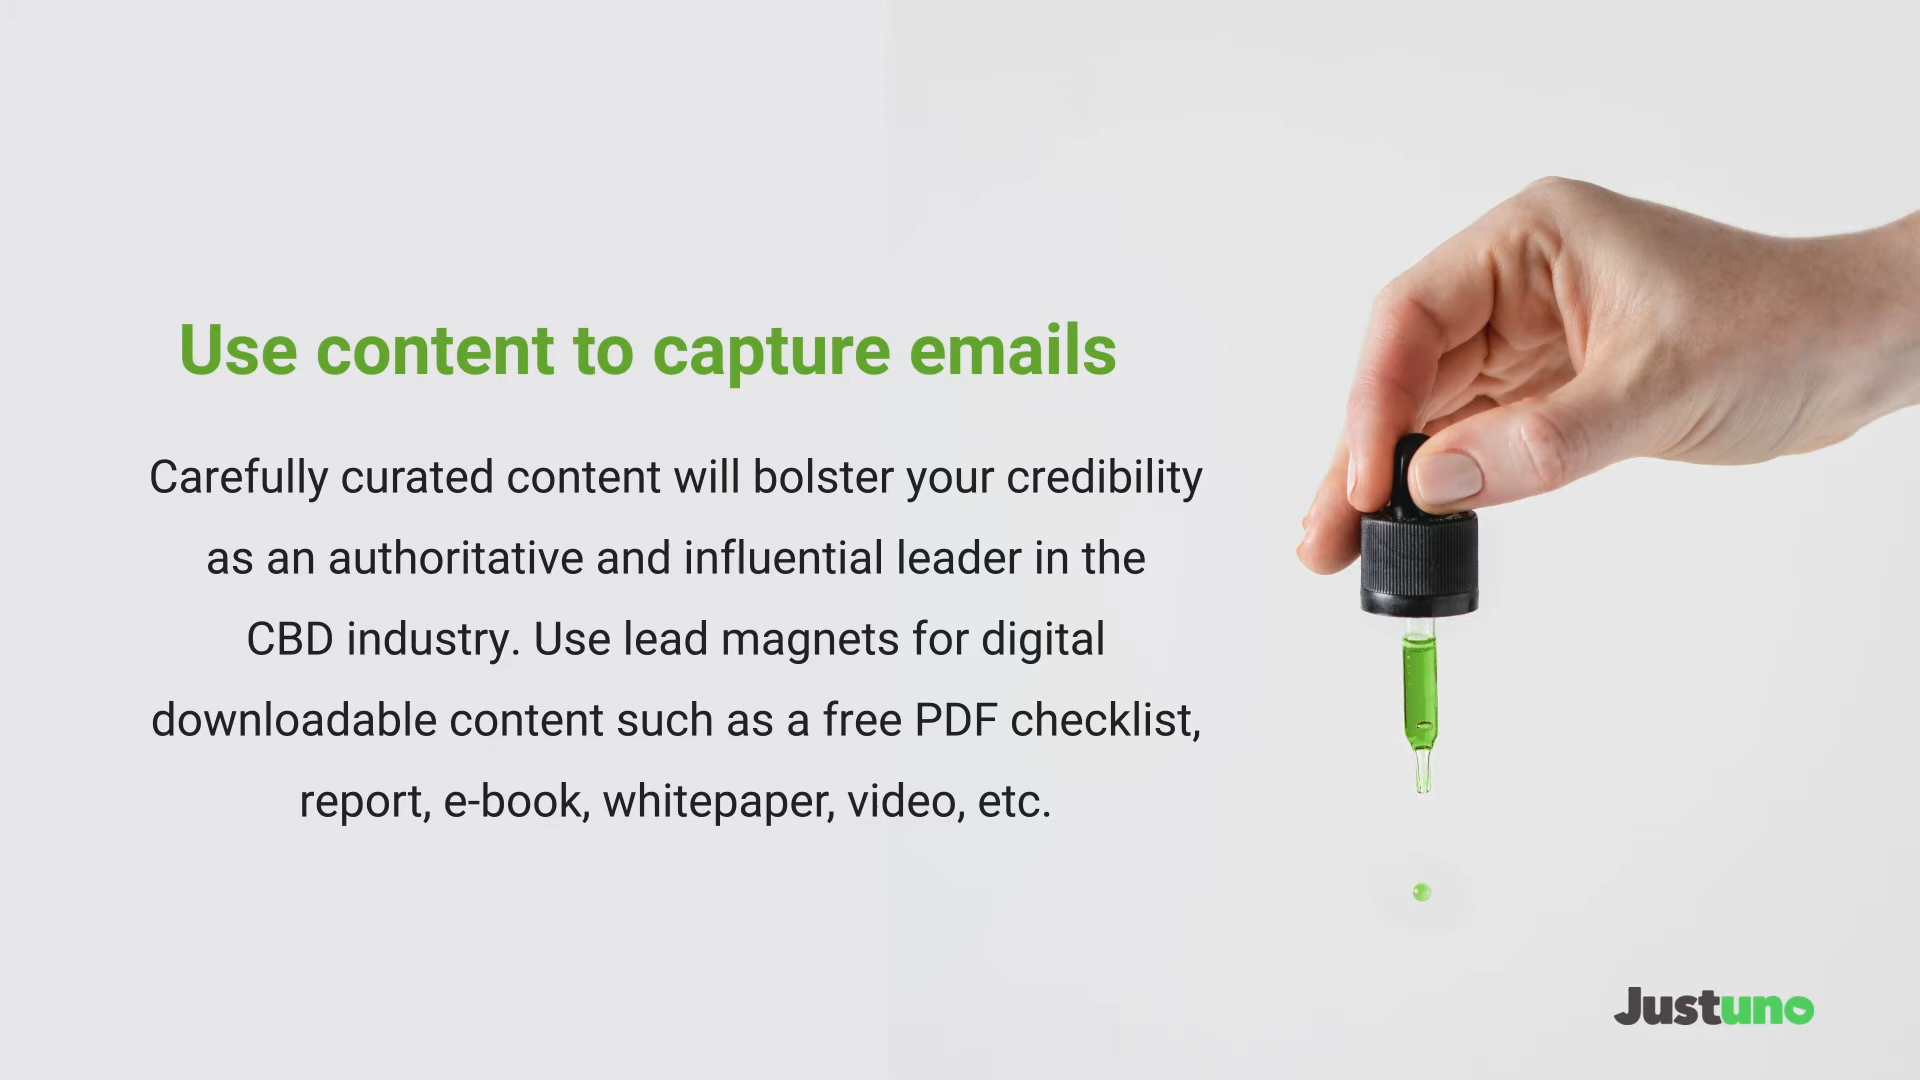 Use content to capture emails
Carefully curated content will bolster your credibility
as an authoritative and influential leader in the
CBD industry. Use lead magnets for digital
downloadable content such as a free PDF checklist,
report, e-book, whitepaper, video, etc.
Justuno